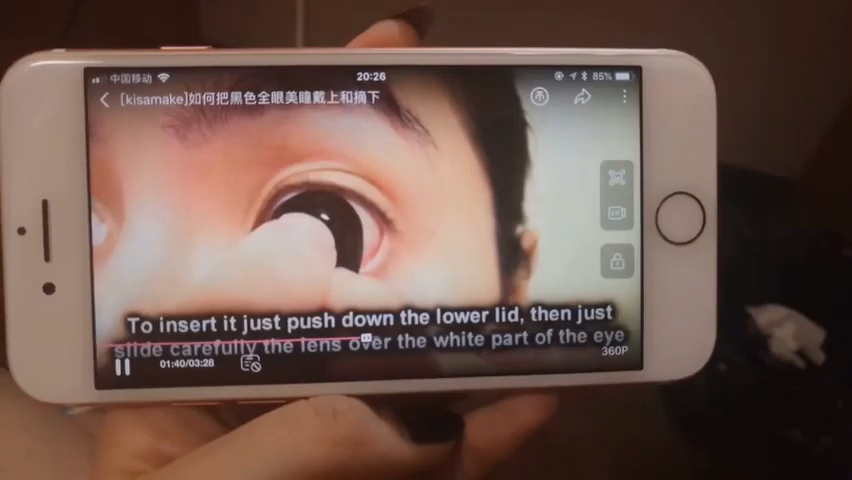 中国移动
20:26
85%
[kisamake]如何把黑色全眼美瞳戴上和摘下
To insert it just push down the lower lid, then just
slide carefully the lens over the white part of the eye
360P
01:40/03:28